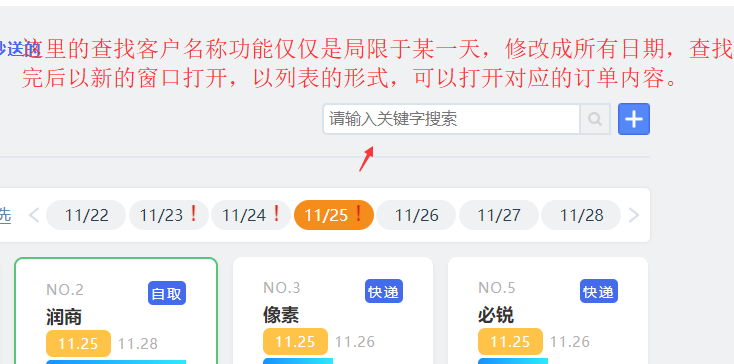 抄送的
这里的查找客户名称功能仅仅是局限于某一天，修改成所有日期，查找
完后以新的窗口打开，以列表的形式，可以打开对应的订单内容。
请输入关键字搜索
选 11/22 11/23 ! 11/24 ! 11/25 ! 11/26 11/27 11/28
NO.2 自取 NO.3 快递 NO.5 快递
润商 像素 必锐
11.25 11.28 11.25 11.26 11.25 11.26